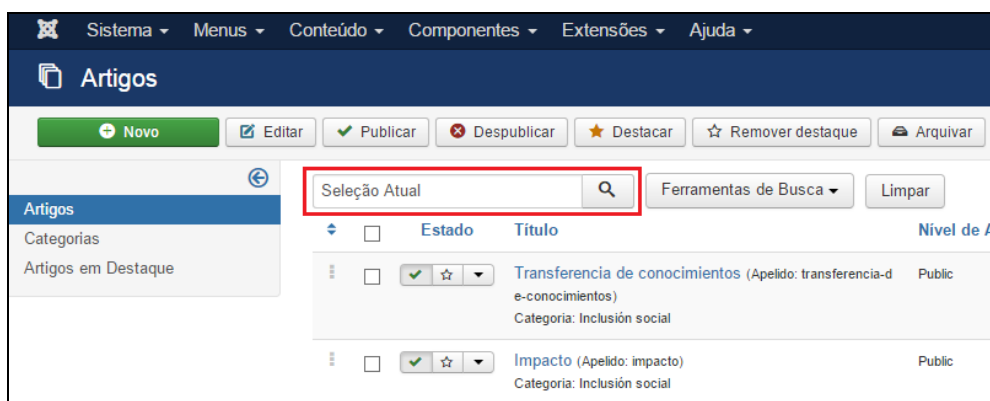 Sistema Menus Conteúdo Componentes Extensões Ajuda
Artigos
Novo Editar Publicar Despublicar Destacar Remover destaque Arquivar
Seleção Atual Ferramentas de Busca Limpar
Artigos
Categorias
Artigos em Destaque
Estado Título Nível de
Transferencia de conocimientos (Apelido: transferencia-d
e-conocimientos)
Categoria: Inclusión social
Public
Impacto (Apelido: impacto)
Categoria: Inclusión social
Public